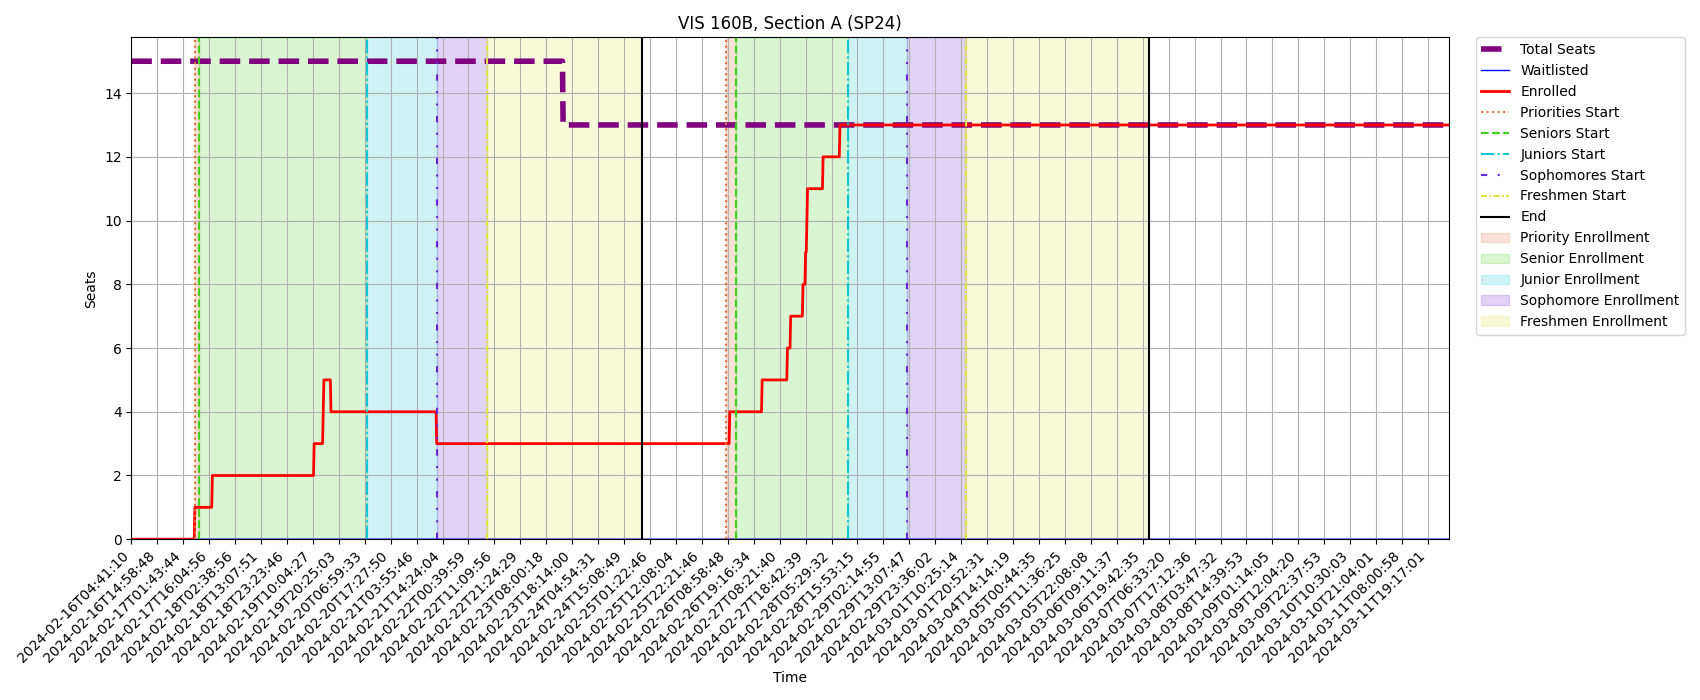 VIS 160B, Section A (SP24)
Total Seats
Waitlisted
Enrolled
Priorities Start
Seniors Start
Juniors Start
Sophomores Start
Freshmen Start
End
Priority Enrollment
Senior Enrollment
Junior Enrollment
Sophomore Enrollment
Freshmen Enrollment
Seats
14
12
10
8
6
4
2
0
2024-02-16T04:41:10
2024-02-16T14:58:48
2024-02-17T01:43:44
2024-02-17T16:04:56
2024-02-18T02:38:56
2024-02-18T13:07:51
2024-02-18T23:23:46
2024-02-19T10:04:27
2024-02-19T20:25:03
2024-02-20T06:59:33
2024-02-20T17:27:50
2024-02-21T03:55:46
2024-02-21T14:24:04
2024-02-22T00:39:59
2024-02-22T11:09:56
2024-02-22T21:24:29
2024-02-23T08:00:18
2024-02-23T18:14:00
2024-02-24T04:54:31
2024-02-24T15:08:49
2024-02-25T01:22:46
2024-02-25T12:08:04
2024-02-25T22:21:46
2024-02-26T08:58:48
2024-02-26T19:16:34
2024-02-27T08:21:40
2024-02-27T18:42:39
2024-02-28T05:29:32
2024-02-28T15:53:15
2024-02-29T02:14:55
2024-02-29T13:07:47
2024-02-29T23:36:02
2024-03-01T10:25:14
2024-03-01T20:52:31
2024-03-04T14:14:19
2024-03-05T00:44:35
2024-03-05T11:36:25
2024-03-05T22:08:08
2024-03-06T09:11:37
2024-03-06T19:42:35
2024-03-07T06:33:20
2024-03-07T17:12:36
2024-03-08T03:47:32
2024-03-08T14:39:53
2024-03-09T01:14:05
2024-03-09T12:04:20
2024-03-09T22:37:53
2024-03-10T10:30:03
2024-03-10T21:04:01
2024-03-11T08:00:58
2024-03-11T19:17:01
Time